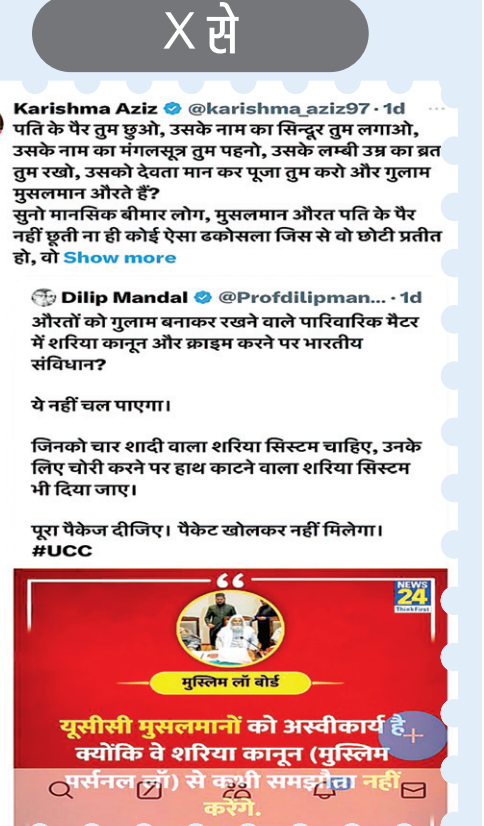 X से
Karishma Aziz @karishma_aziz97 · 1d
पति के पैर तुम छुओ, उसके नाम का सिन्दूर तुम लगाओ,
उसके नाम का मंगलसूत्र तुम पहनो, उसके लम्बी उम्र का ब्रत
तुम रखो, उसको देवता मान कर पूजा तुम करो और गुलाम
मुसलमान औरते हैं?
सुनो मानसिक बीमार लोग, मुसलमान औरत पति के पैर
नहीं छूती ना ही कोई ऐसा ढकोसला जिस से वो छोटी प्रतीत
हो, वो Show more
Dilip Mandal @Profdilipman... · 1d
औरतों को गुलाम बनाकर रखने वाले पारिवारिक मैटर
में शरिया कानून और क्राइम करने पर भारतीय
संविधान?
ये नहीं चल पाएगा।
जिनको चार शादी वाला शरिया सिस्टम चाहिए, उनके
लिए चोरी करने पर हाथ काटने वाला शरिया सिस्टम
भी दिया जाए।
पूरा पैकेज दीजिए। पैकेट खोलकर नहीं मिलेगा।
#UCC
NEWS
24
Think First
मुस्लिम लॉ बोर्ड
यूसीसी मुसलमानों को अस्वीकार्य है
क्योंकि वे शरिया कानून (मुस्लिम
पर्सनल लॉ) से कभी समझौता नहीं
करेंगे.